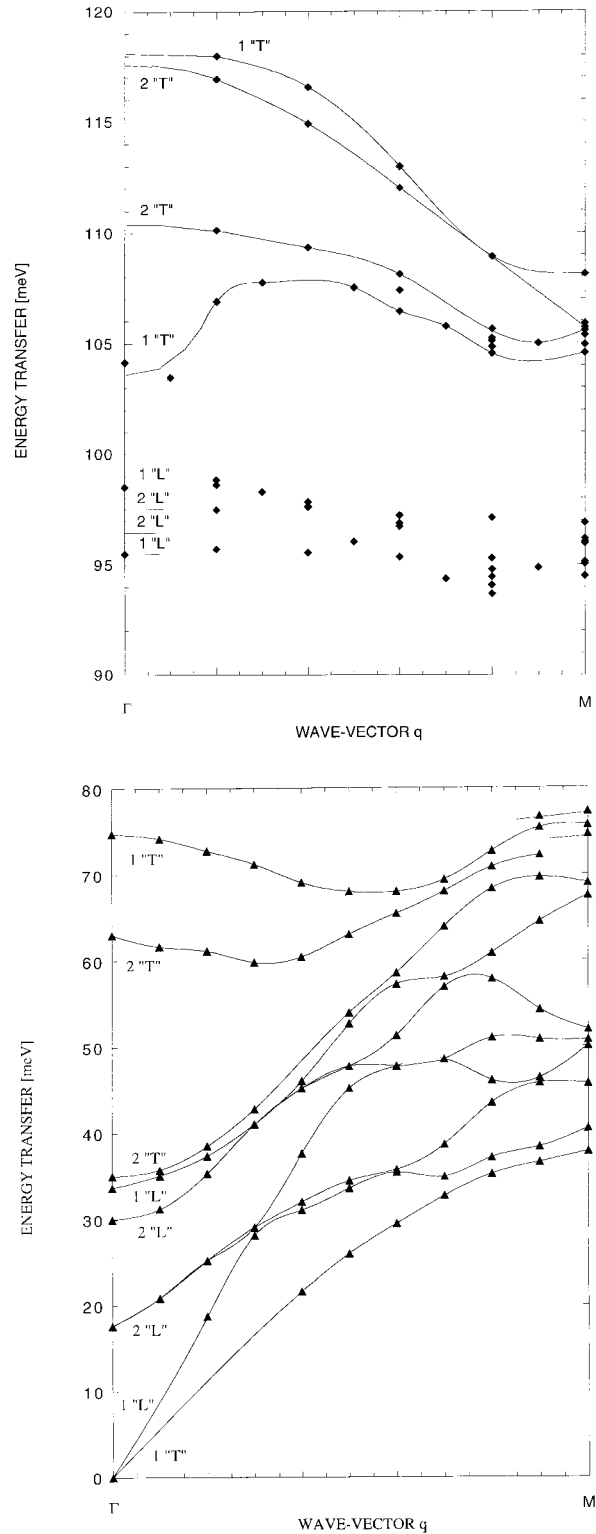 120
1 "T"
2 "T"
115
2 "T"
110
ENERGY TRANSFER [meV]
1 "T"
105
100
1 "L"
2 "L"
2 "L"
1 "L"
95
90
Γ
M
WAVE-VECTOR q
80
1 "T"
70
2 "T"
60
50
ENERGY TRANSFER [meV]
40
2 "T"
1 "L"
30
2 "L"
20
2 "L"
10
1 "L"
1 "T"
0
Γ
M
WAVE-VECTOR q